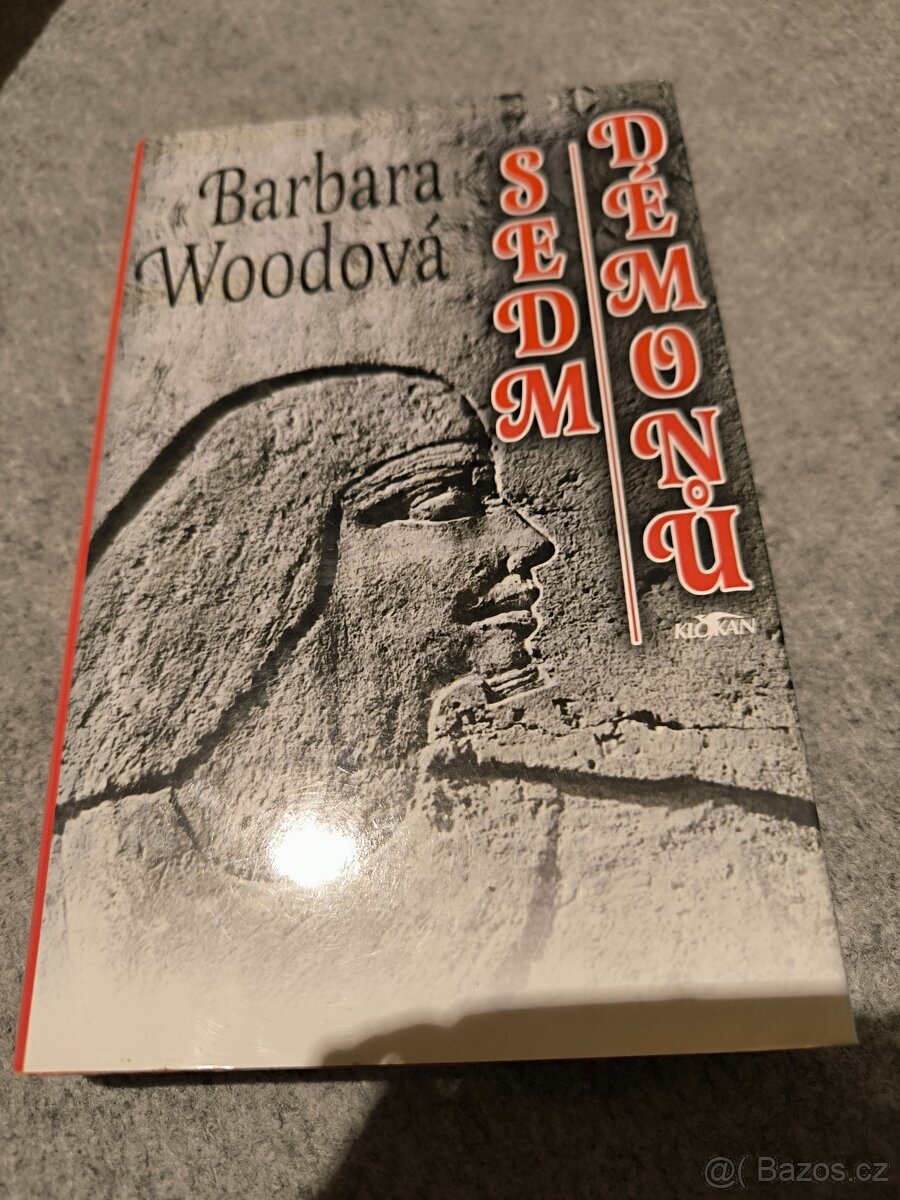 Barbara
Woodová
SEDM
DÉMONŮ
KLOKAN
@( Bazos.cz